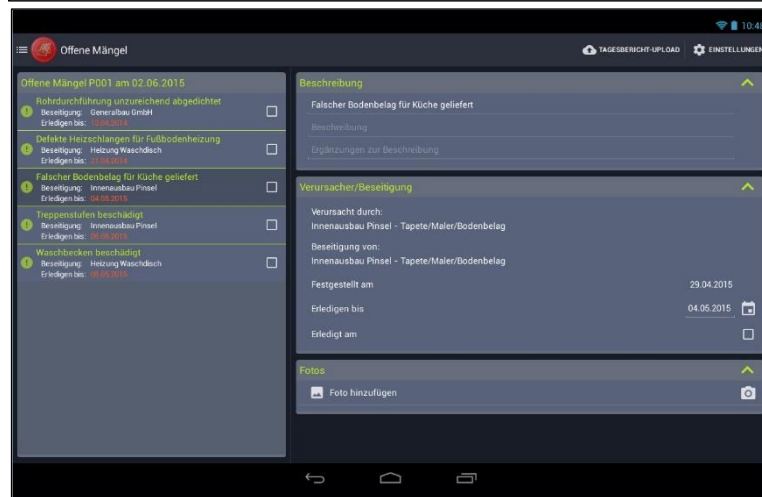 10:48
Offene Mängel
TAGESBERICHT-UPLOAD
EINSTELLUNGEN
Offene Mängel P001 am 02.06.2015
Rohrdurchführung unzureichend abgedichtet
Beseitigung: Generalbau GmbH
Erledigen bis:
Defekte Heizschlangen für Fußbodenheizung
Beseitigung: Heizung Waschdisch
Erledigen bis:
Falscher Bodenbelag für Küche geliefert
Beseitigung: Innenausbau Pinsel
Erledigen bis: 04.05.2015
Treppenstufen beschädigt
Beseitigung: Innenausbau Pinsel
Erledigen bis:
Waschbecken beschädigt
Beseitigung: Heizung Waschdisch
Erledigen bis:
Beschreibung
Falscher Bodenbelag für Küche geliefert
Beschreibung
Ergänzungen zur Beschreibung
Verursacher/Beseitigung
Verursacht durch:
Innenausbau Pinsel - Tapete/Maler/Bodenbelag
Beseitigung von:
Innenausbau Pinsel - Tapete/Maler/Bodenbelag
Festgestellt am 29.04.2015
Erledigen bis 04.05.2015
Erledigt am
Fotos
Foto hinzufügen